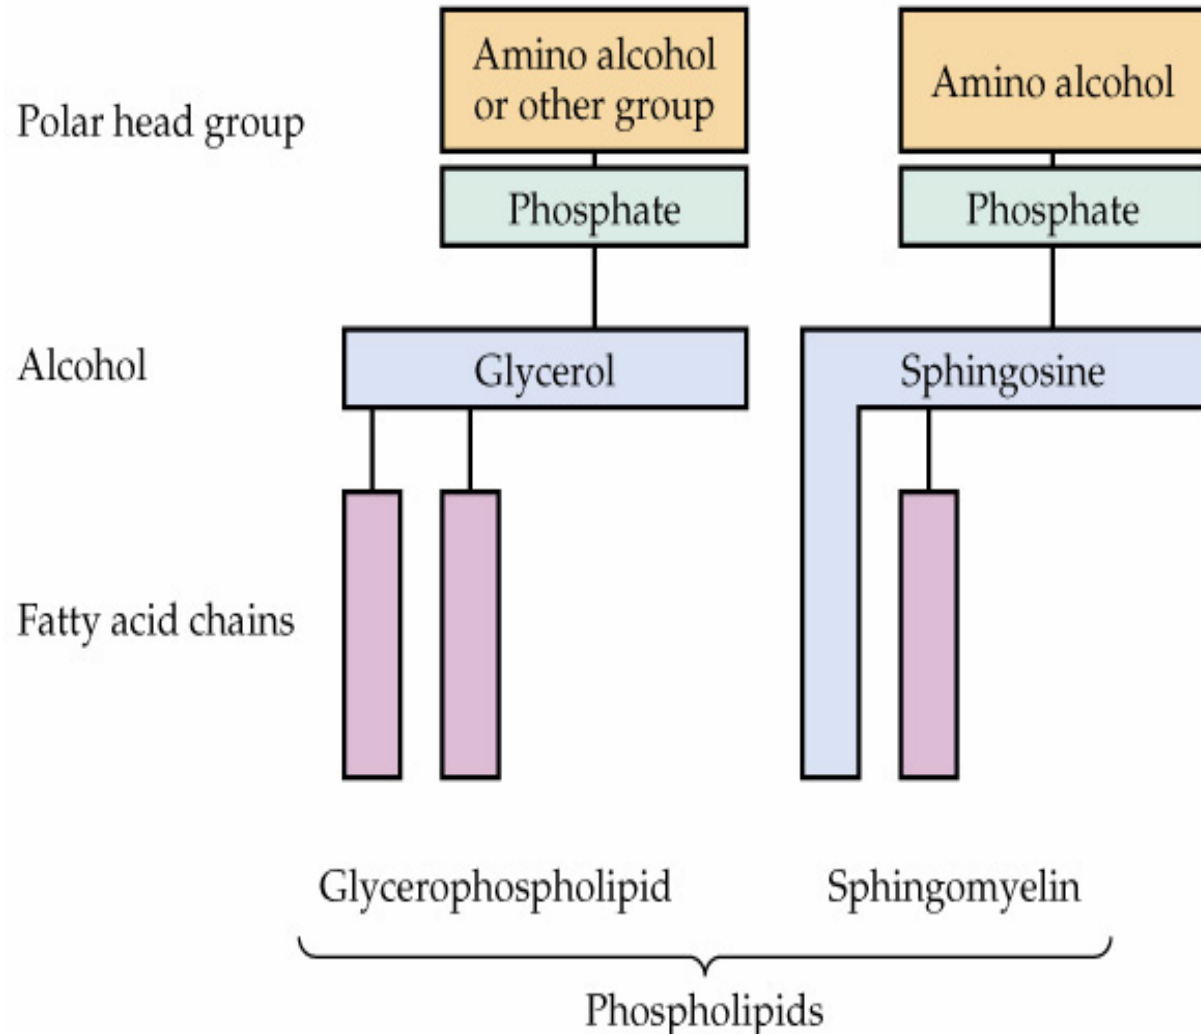 Amino alcohol
or other group
Amino alcohol
Polar head group
Phosphate
Phosphate
Alcohol
Glycerol
Sphingosine
Fatty acid chains
Glycerophospholipid
Sphingomyelin
Phospholipids